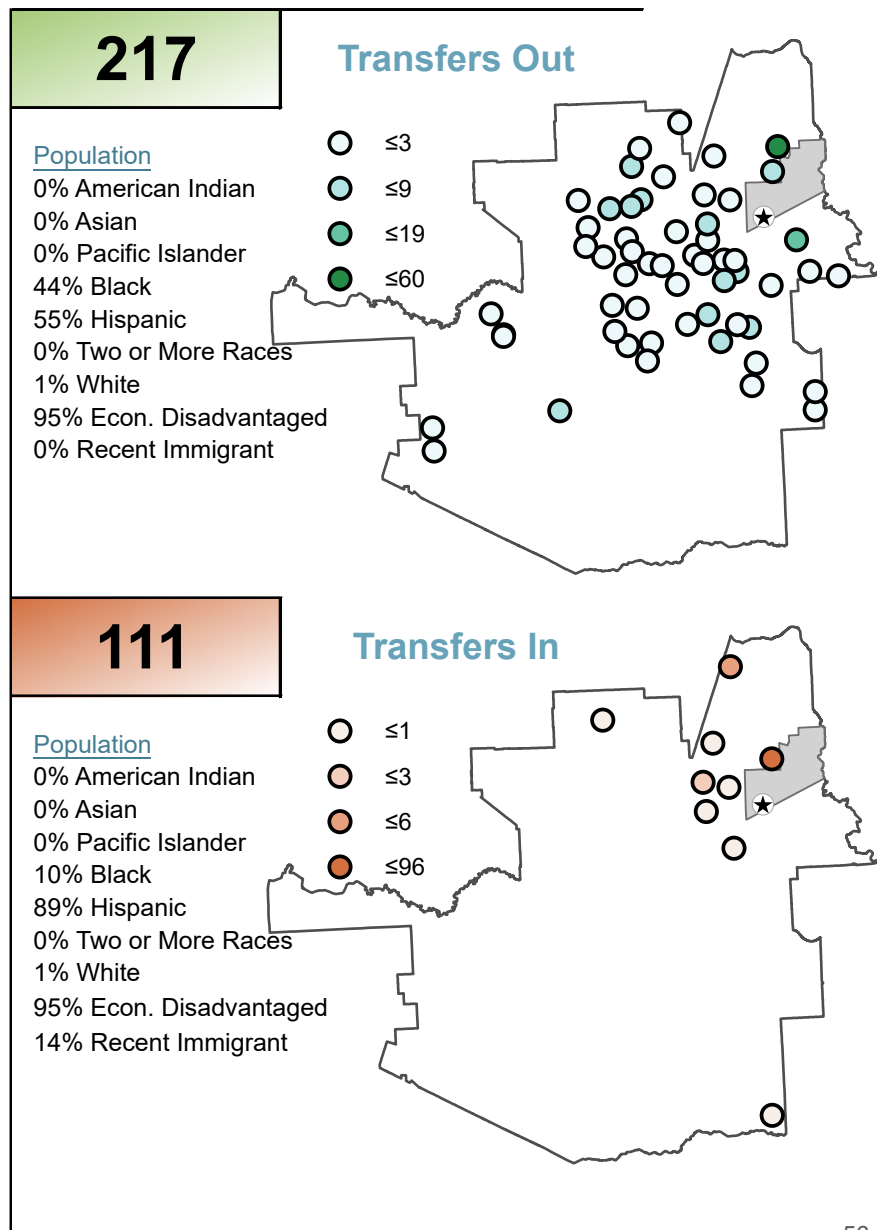 217
Transfers Out
Population
0% American Indian
0% Asian
0% Pacific Islander
44% Black
55% Hispanic
0% Two or More Races
1% White
95% Econ. Disadvantaged
0% Recent Immigrant
≤3
≤9
≤19
≤60
111
Transfers In
Population
0% American Indian
0% Asian
0% Pacific Islander
10% Black
89% Hispanic
0% Two or More Races
1% White
95% Econ. Disadvantaged
14% Recent Immigrant
≤1
≤3
≤6
≤96